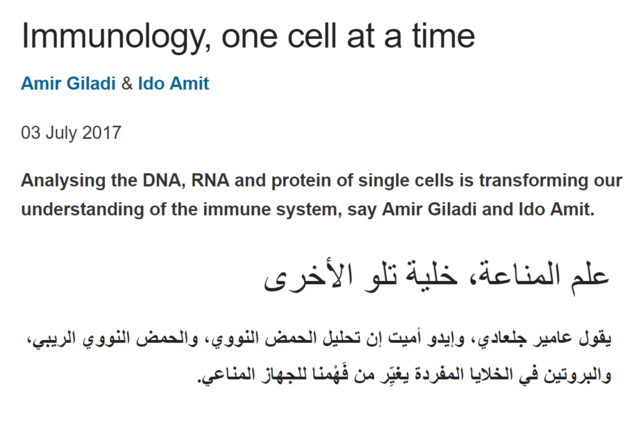 Immunology, one cell at a time
Amir Giladi & Ido Amit
03 July 2017
Analysing the DNA, RNA and protein of single cells is transforming our
understanding of the immune system, say Amir Giladi and Ido Amit.
علم المناعة، خلية تلو الأخرى
يقول عامير جلعادي، وإيدو أميت إن تحليل الحمض النووي، والحمض النووي الريبي،
والبروتين في الخلايا المفردة يغيِّر من فَهْمنا للجهاز المناعي.